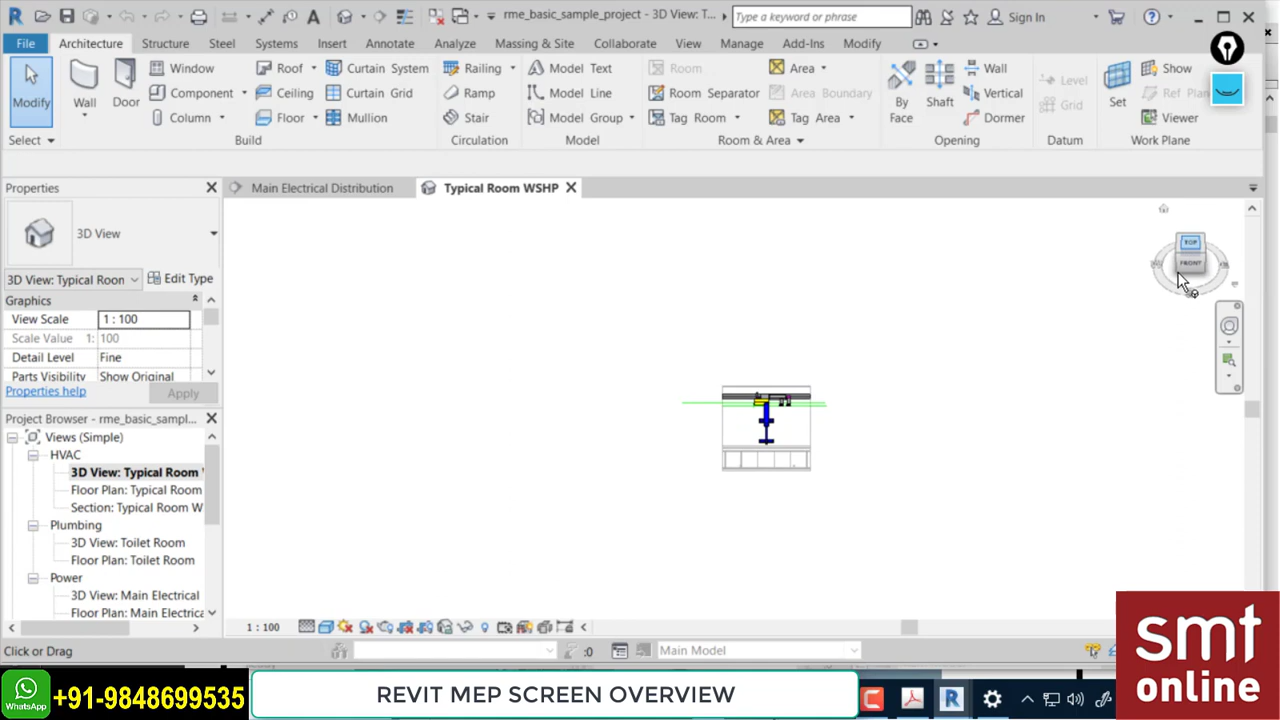 rme_basic_sample_project - 3D View: T...
Type a keyword or phrase
Sign In
File
Architecture
Structure
Steel
Systems
Insert
Annotate
Analyze
Massing & Site
Collaborate
View
Manage
Add-Ins
Modify
Modify
Wall
Door
Window
Component
Column
Roof
Ceiling
Floor
Curtain System
Curtain Grid
Mullion
Railing
Ramp
Stair
Model Text
Model Line
Model Group
Room
Room Separator
Tag Room
Area
Area Boundary
Tag Area
By Face
Shaft
Wall
Vertical
Dormer
Level
Grid
Set
Show
Ref Plan
Viewer
Select
Build
Circulation
Model
Room & Area
Opening
Datum
Work Plane
Properties
Main Electrical Distribution
Typical Room WSHP
3D View
3D View: Typical Roon
Edit Type
Graphics
View Scale
1 : 100
Scale Value 1:
100
Detail Level
Fine
Parts Visibility
Show Original
Properties help
Apply
Project Browser - rme_basic_sampl...
Views (Simple)
HVAC
3D View: Typical Room
Floor Plan: Typical Room
Section: Typical Room W
Plumbing
3D View: Toilet Room
Floor Plan: Toilet Room
Power
3D View: Main Electrical
Floor Plan: Main Electrica
TOP
FRONT
1 : 100
Click or Drag
:0
Main Model
WhatsApp
+91-9848699535
REVIT MEP SCREEN OVERVIEW
smt
online